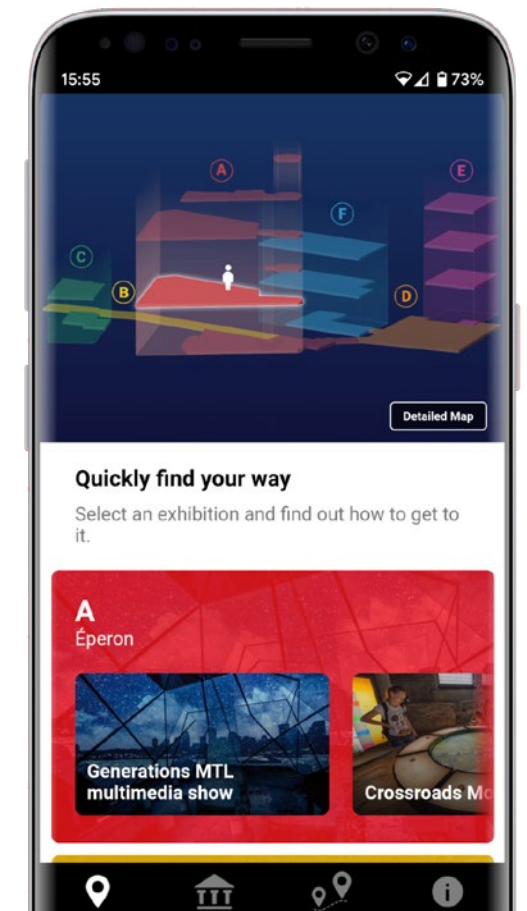 15:55
73%
A
E
F
C
B
D
Detailed Map
Quickly find your way
Select an exhibition and find out how to get to
it.
A
Éperon
Generations MTL
multimedia show
Crossroads Mo